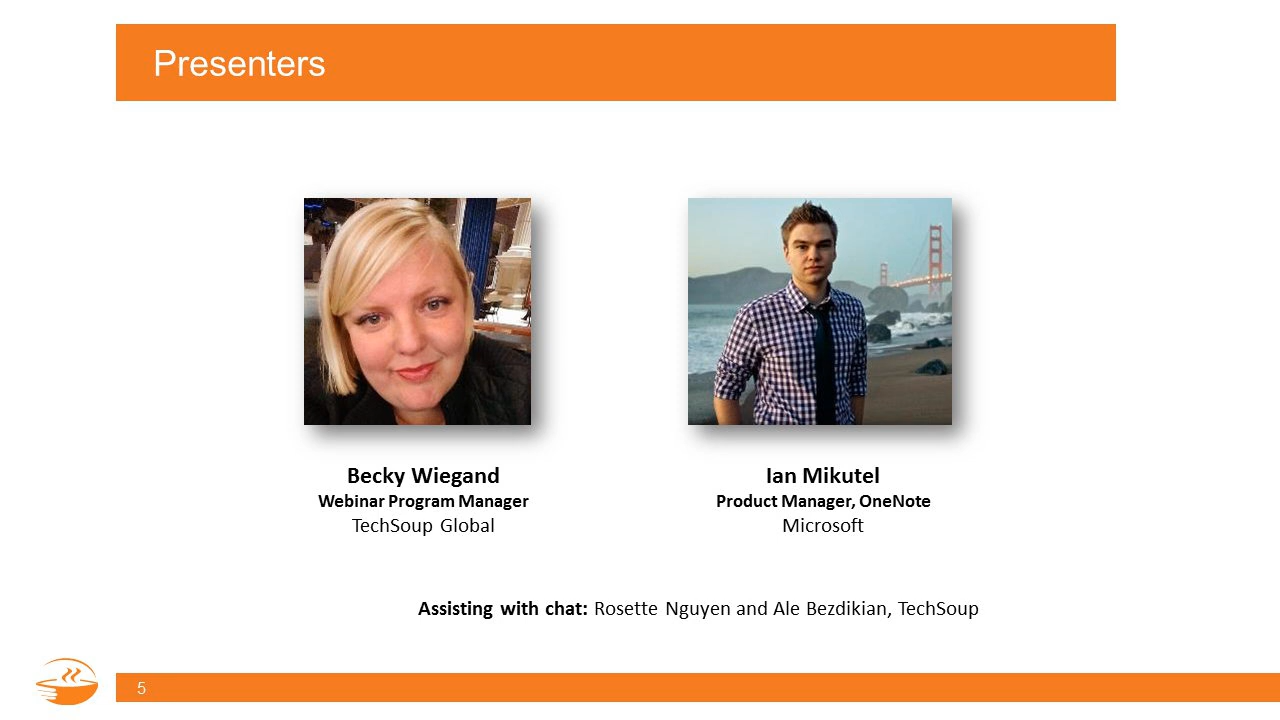 Presenters
Becky Wiegand
Webinar Program Manager
TechSoup Global
Ian Mikutel
Product Manager, OneNote
Microsoft
Assisting with chat: Rosette Nguyen and Ale Bezdikian, TechSoup
5